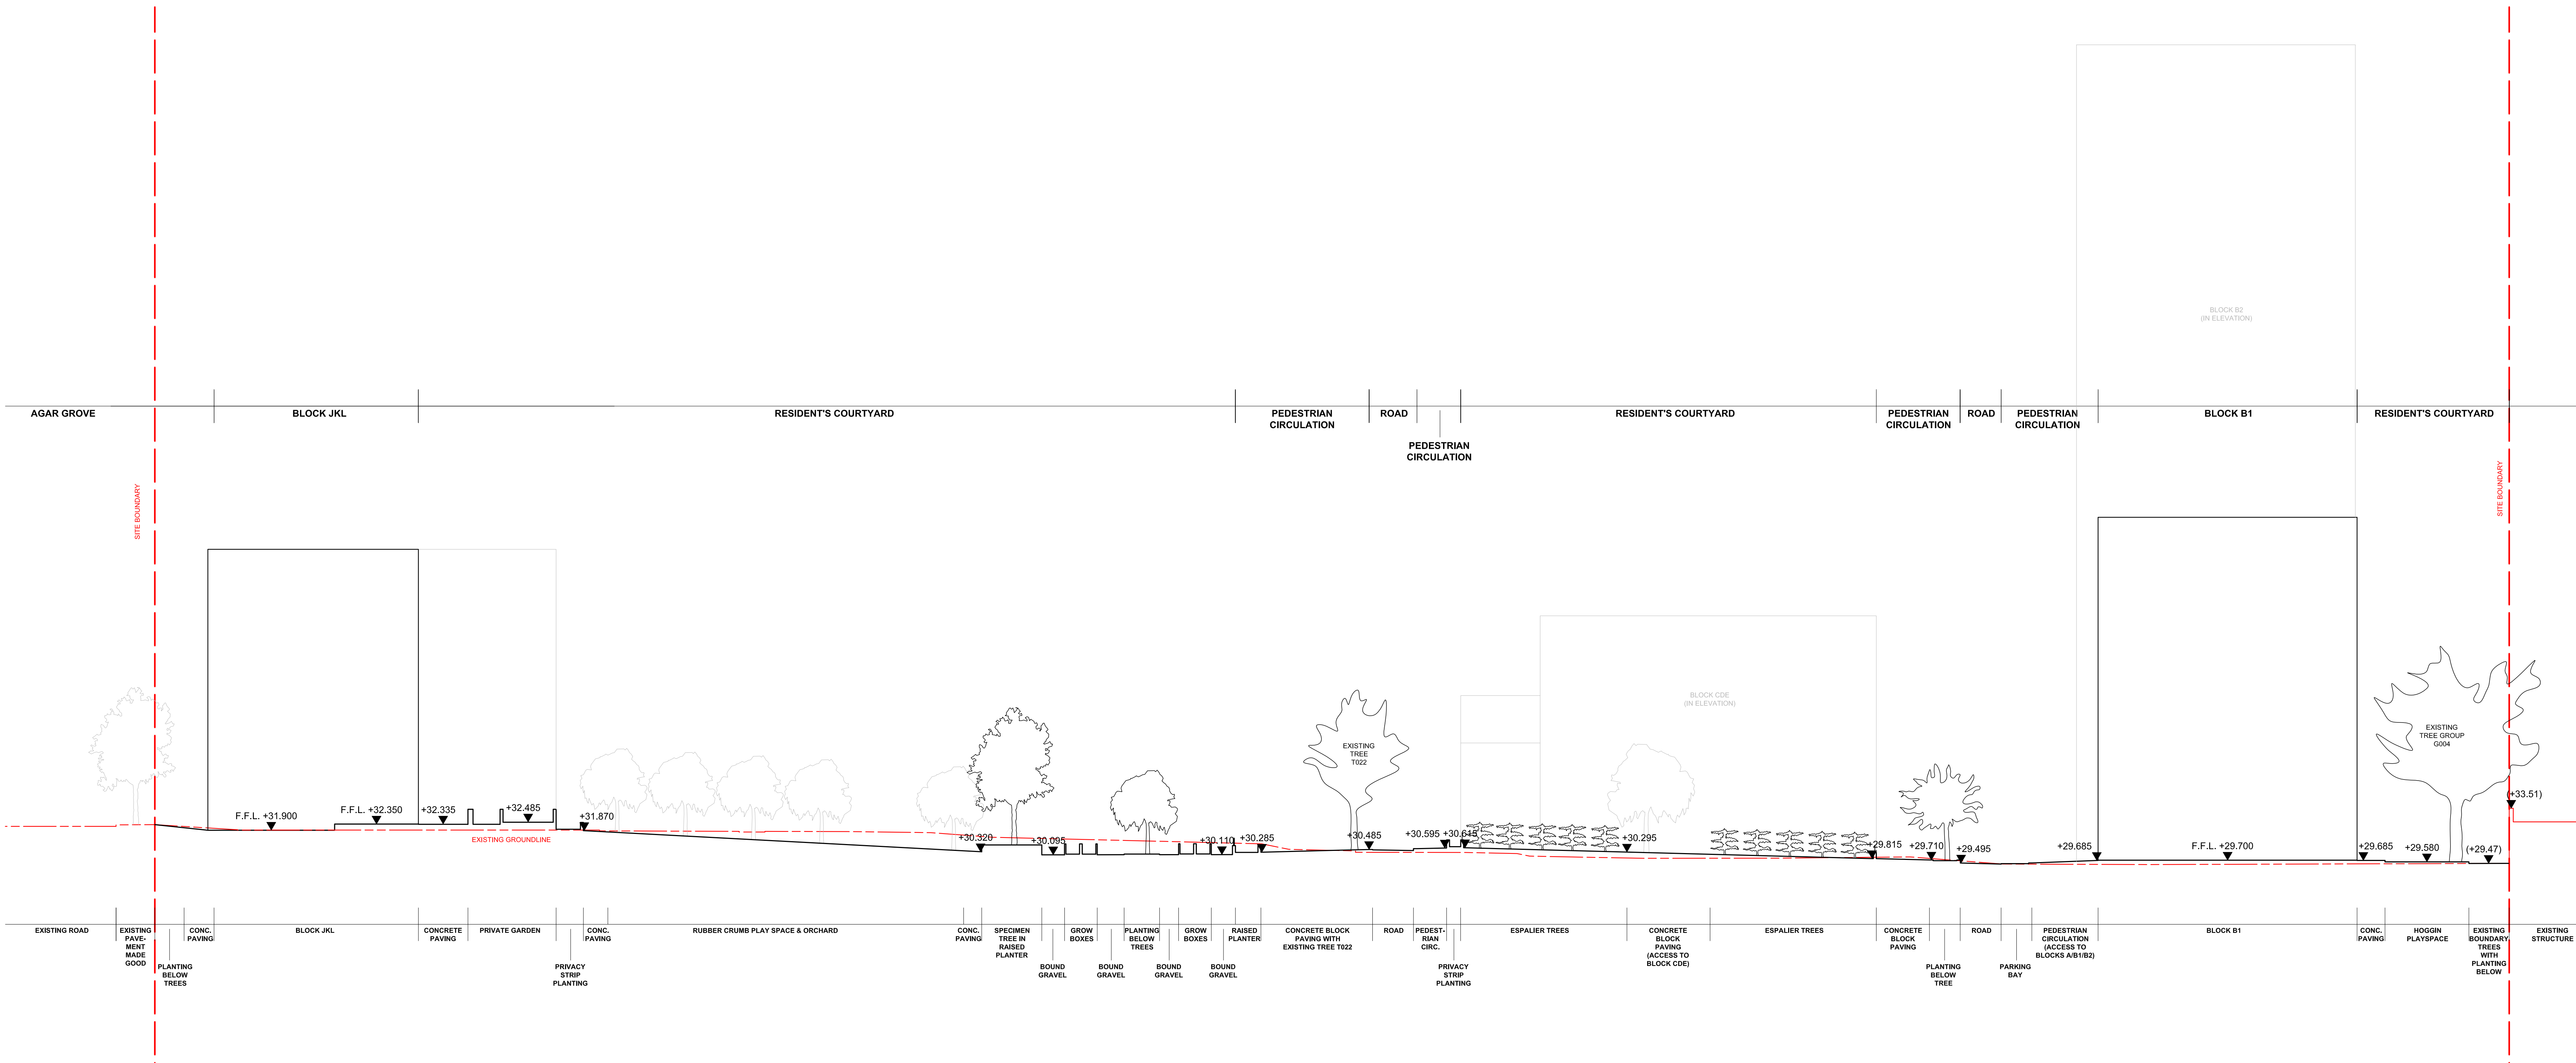 BLOCK B2
(IN ELEVATION)
AGAR GROVE
BLOCK JKL
RESIDENT'S COURTYARD
PEDESTRIAN
CIRCULATION
ROAD
PEDESTRIAN
CIRCULATION
RESIDENT'S COURTYARD
PEDESTRIAN
CIRCULATION
ROAD
PEDESTRIAN
CIRCULATION
BLOCK B1
RESIDENT'S COURTYARD
SITE BOUNDARY
SITE BOUNDARY
BLOCK CDE
(IN ELEVATION)
EXISTING
TREE
T022
EXISTING
TREE GROUP
G004
F.F.L. +31.900
F.F.L. +32.350
+32.335
+32.485
+31.870
EXISTING GROUNDLINE
+30.320
+30.095
+30.110
+30.285
+30.485
+30.595
+30.615
+30.295
+29.815
+29.710
+29.495
+29.685
F.F.L. +29.700
+29.685
+29.580
(+29.47)
(+33.51)
EXISTING ROAD
EXISTING
PAVE-
MENT
MADE
GOOD
PLANTING
BELOW
TREES
CONC.
PAVING
BLOCK JKL
CONCRETE
PAVING
PRIVATE GARDEN
PRIVACY
STRIP
PLANTING
CONC.
PAVING
RUBBER CRUMB PLAY SPACE & ORCHARD
CONC.
PAVING
SPECIMEN
TREE IN
RAISED
PLANTER
BOUND
GRAVEL
GROW
BOXES
BOUND
GRAVEL
PLANTING
BELOW
TREES
BOUND
GRAVEL
GROW
BOXES
BOUND
GRAVEL
RAISED
PLANTER
CONCRETE BLOCK
PAVING WITH
EXISTING TREE T022
ROAD
PEDEST-
RIAN
CIRC.
PRIVACY
STRIP
PLANTING
ESPALIER TREES
CONCRETE
BLOCK
PAVING
(ACCESS TO
BLOCK CDE)
ESPALIER TREES
CONCRETE
BLOCK
PAVING
PLANTING
BELOW
TREE
ROAD
PARKING
BAY
PEDESTRIAN
CIRCULATION
(ACCESS TO
BLOCKS A/B1/B2)
BLOCK B1
CONC.
PAVING
HOGGIN
PLAYSPACE
EXISTING
BOUNDARY
TREES
WITH
PLANTING
BELOW
EXISTING
STRUCTURE